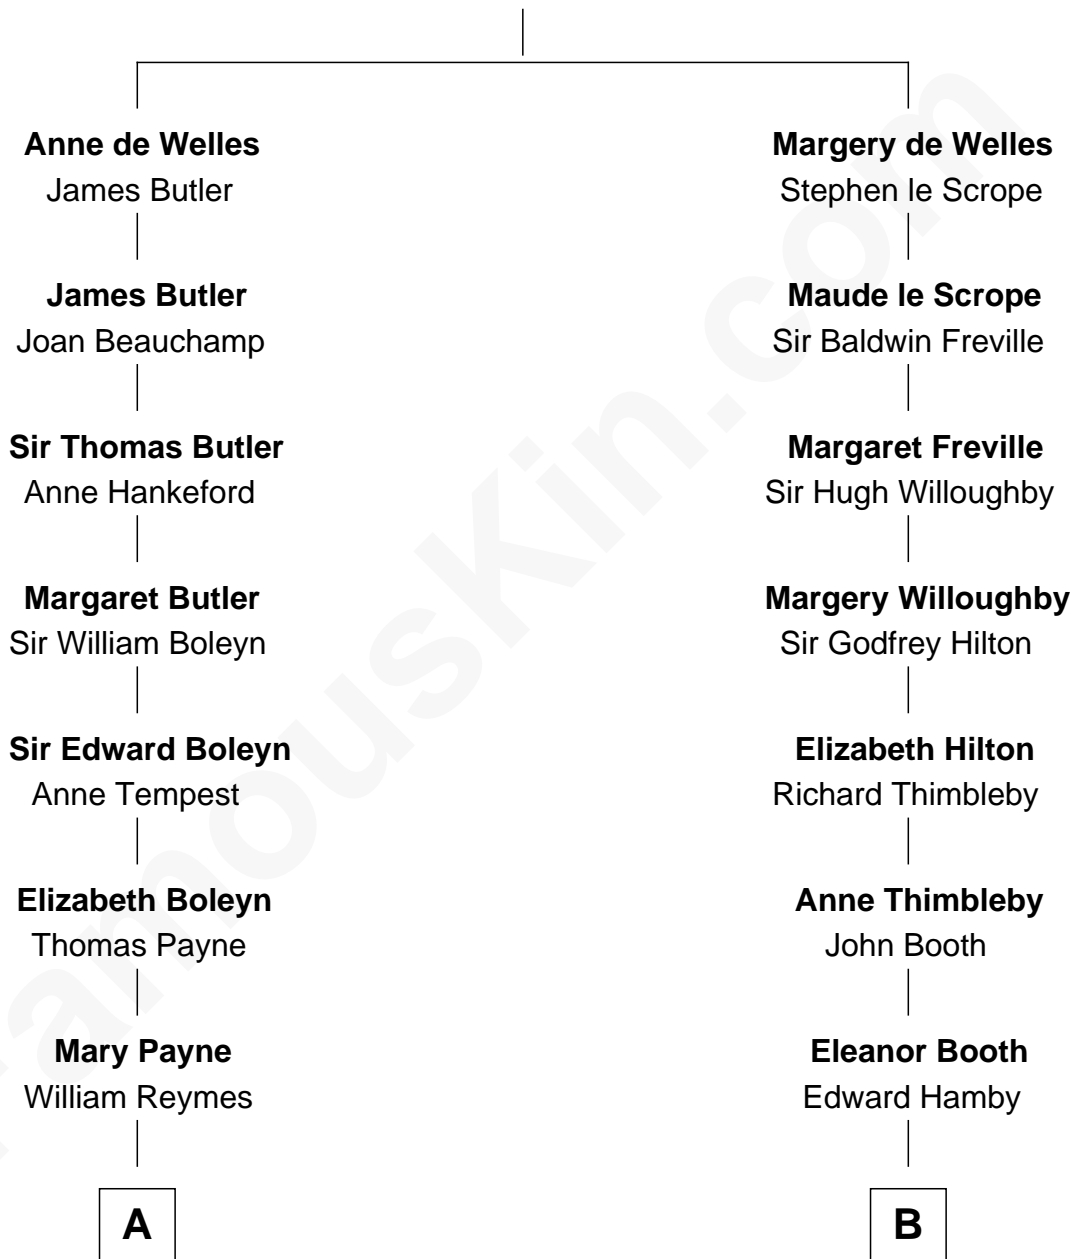 Anne de Welles
James Butler
James Butler
Joan Beauchamp
Sir Thomas Butler
Anne Hankeford
Margaret Butler
Sir William Boleyn
Sir Edward Boleyn
Anne Tempest
Elizabeth Boleyn
Thomas Payne
Mary Payne
William Reymes
A
Margery de Welles
Stephen le Scrope
Maude le Scrope
Sir Baldwin Freville
Margaret Freville
Sir Hugh Willoughby
Margery Willoughby
Sir Godfrey Hilton
Elizabeth Hilton
Richard Thimbleby
Anne Thimbleby
John Booth
Eleanor Booth
Edward Hamby
B
FamousKin.com